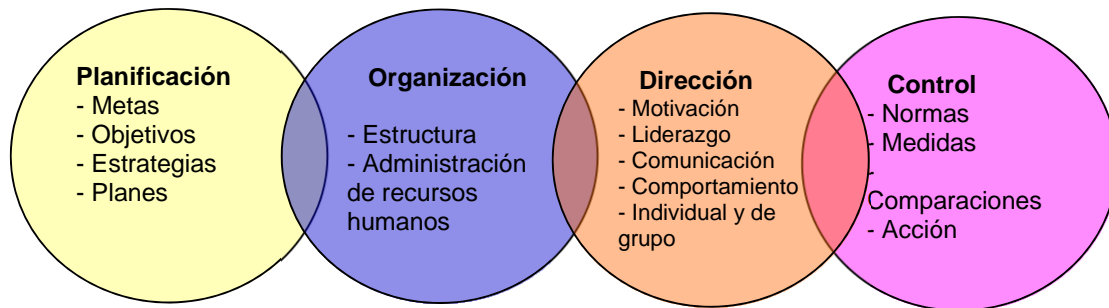 Planificación
- Metas
- Objetivos
- Estrategias
- Planes
Organización
- Estructura
- Administración
de recursos
humanos
Dirección
- Motivación
- Liderazgo
- Comunicación
- Comportamiento
- Individual y de
grupo
Control
- Normas
- Medidas
-
Comparaciones
- Acción